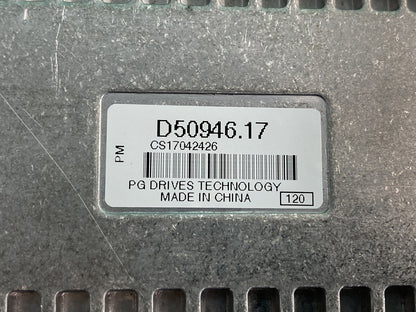 D50946.17
PM
CS17042426
PG DRIVES TECHNOLOGY
MADE IN CHINA
120